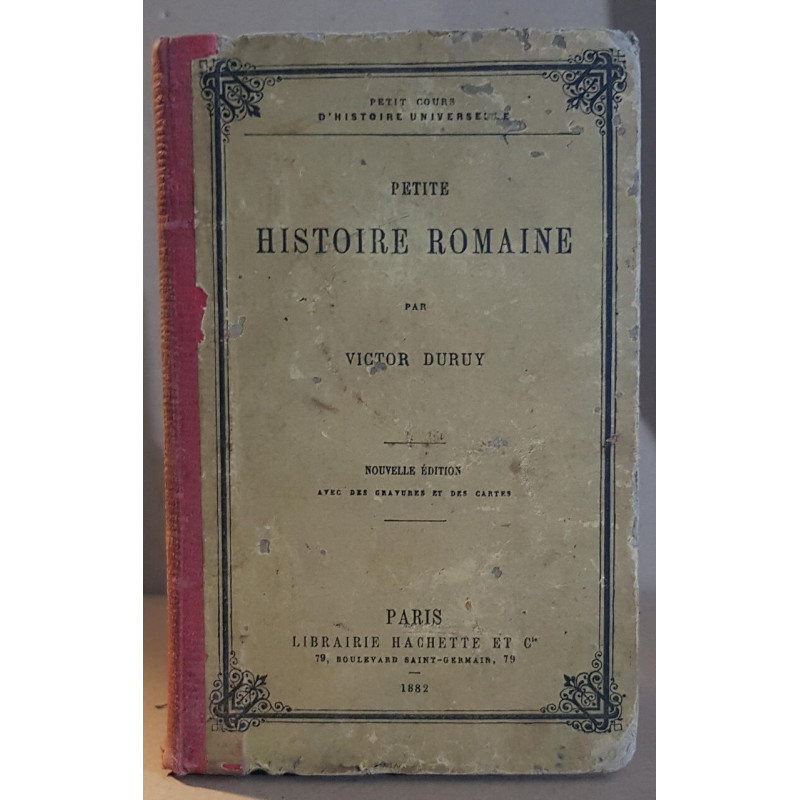 PETIT COURS
D'HISTOIRE UNIVERSELLE
PETITE
HISTOIRE ROMAINE
PAR
VICTOR DURUY
NOUVELLE ÉDITION
AVEC DES GRAVURES ET DES CARTES
PARIS
LIBRAIRIE HACHETTE ET Cie
79, BOULEVARD SAINT-GERMAIN, 79
1882